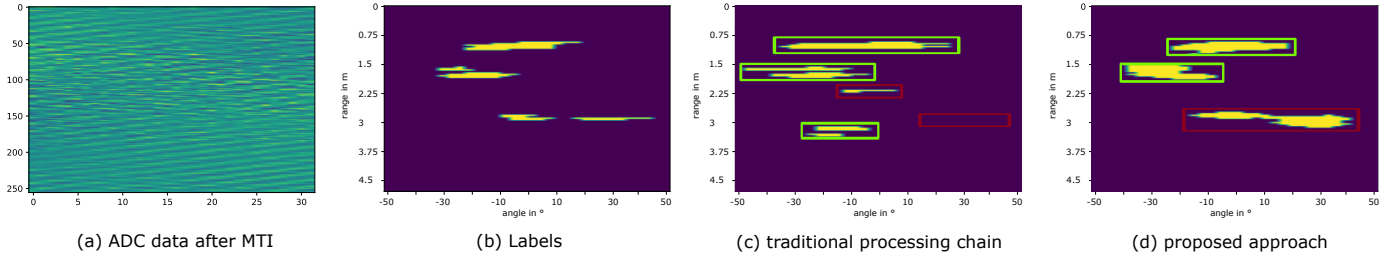 0
50
100
150
200
250
0 5 10 15 20 25 30
(a) ADC data after MTI
range in m
0
0.75
1.5
2.25
3
3.75
4.5
-50 -30 -10 10 30 50
angle in °
(b) Labels
range in m
0
0.75
1.5
2.25
3
3.75
4.5
-50 -30 -10 10 30 50
angle in °
(c) traditional processing chain
range in m
0
0.75
1.5
2.25
3
3.75
4.5
-50 -30 -10 10 30 50
angle in °
(d) proposed approach